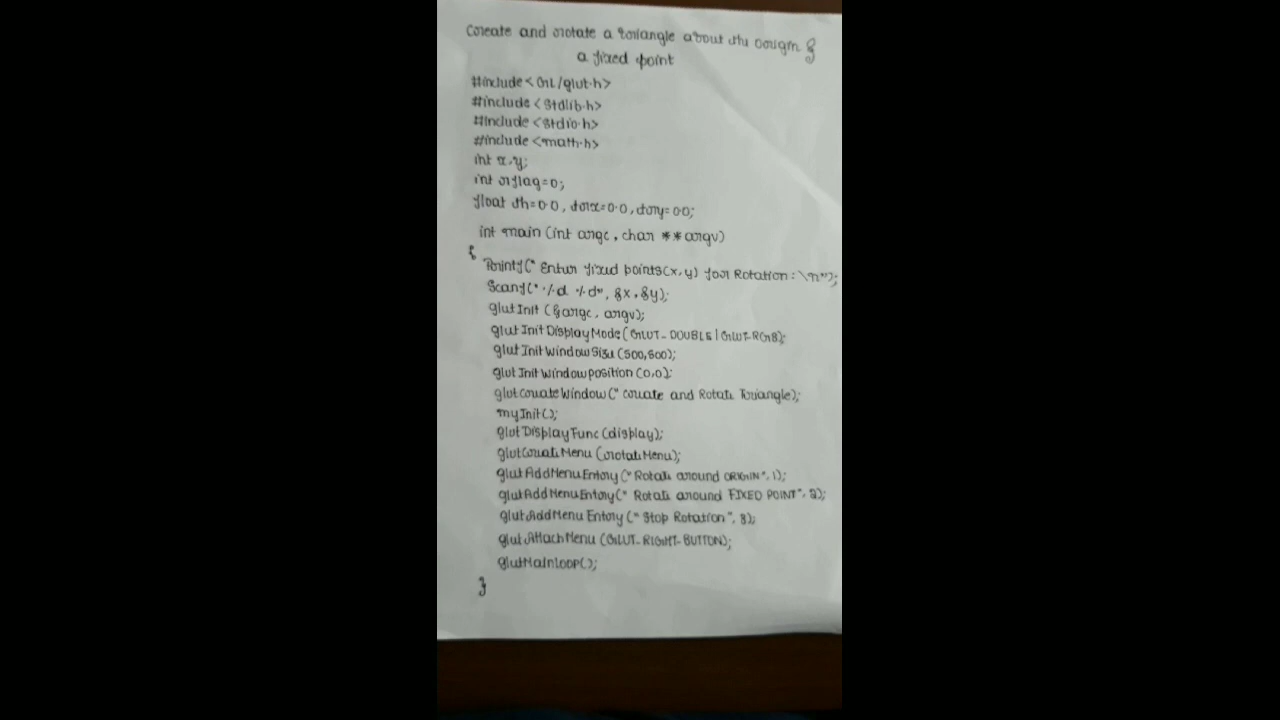 Create and rotate a triangle about the origin &
a fixed point
#include <GL/glut.h>
#include <stdlib.h>
#include <stdio.h>
#include <math.h>
int x,y;
int rflag=0;
float th=0.0, trx=0.0, try=0.0;
int main (int argc, char **argv)
{
Printf(" Enter fixed points(x,y) for Rotation : \n");
Scanf(" %d %d", &x, &y);
glutInit (&argc, argv);
glutInitDisplayMode (GLUT_DOUBLE | GLUT_RGB);
glutInitWindowSize (500,500);
glutInitWindowposition (0,0);
glutCreateWindow (" create and Rotate Triangle);
myInit();
glutDisplayFunc (display);
glutCreateMenu (rotateMenu);
glutAddMenuEntry (" Rotate around ORIGIN", 1);
glutAddMenuEntry (" Rotate around FIXED POINT", 2);
glutAddMenuEntry (" Stop Rotation", 3);
glutAttachMenu (GLUT_RIGHT_BUTTON);
glutMainLOOP();
}